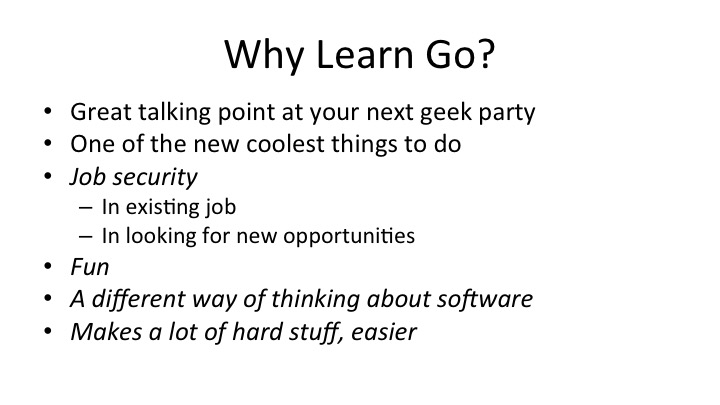 Why Learn Go?
• Great talking point at your next geek party
• One of the new coolest things to do
• Job security
– In existing job
– In looking for new opportunities
• Fun
• A different way of thinking about software
• Makes a lot of hard stuff, easier